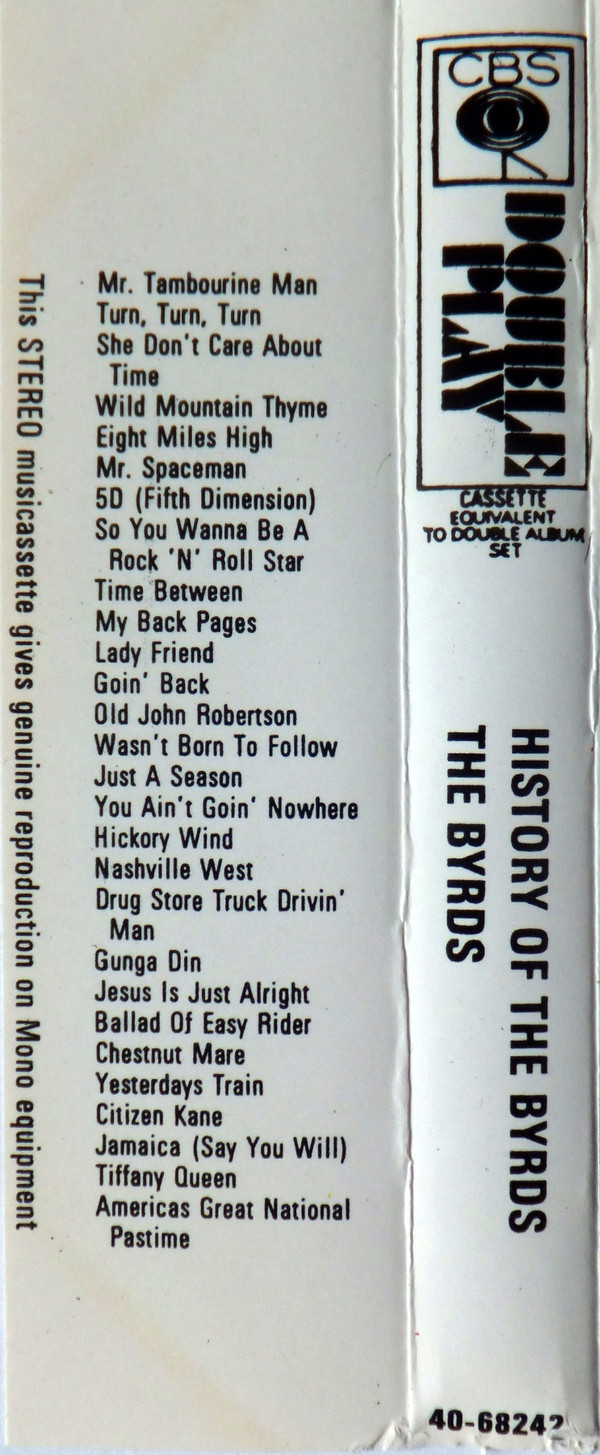 Mr. Tambourine Man
Turn, Turn, Turn
She Don't Care About
Time
Wild Mountain Thyme
Eight Miles High
Mr. Spaceman
5D (Fifth Dimension)
So You Wanna Be A
Rock 'N' Roll Star
Time Between
My Back Pages
Lady Friend
Goin' Back
Old John Robertson
Wasn't Born To Follow
Just A Season
You Ain't Goin' Nowhere
Hickory Wind
Nashville West
Drug Store Truck Drivin'
Man
Gunga Din
Jesus Is Just Alright
Ballad Of Easy Rider
Chestnut Mare
Yesterdays Train
Citizen Kane
Jamaica (Say You Will)
Tiffany Queen
Americas Great National
Pastime
This STEREO musicassette gives genuine reproduction on Mono equipment
CBS
DOUBLE
PLAY
CASSETTE
EQUIVALENT
TO DOUBLE ALBUM
SET
HISTORY OF THE BYRDS
THE BYRDS
40-68242